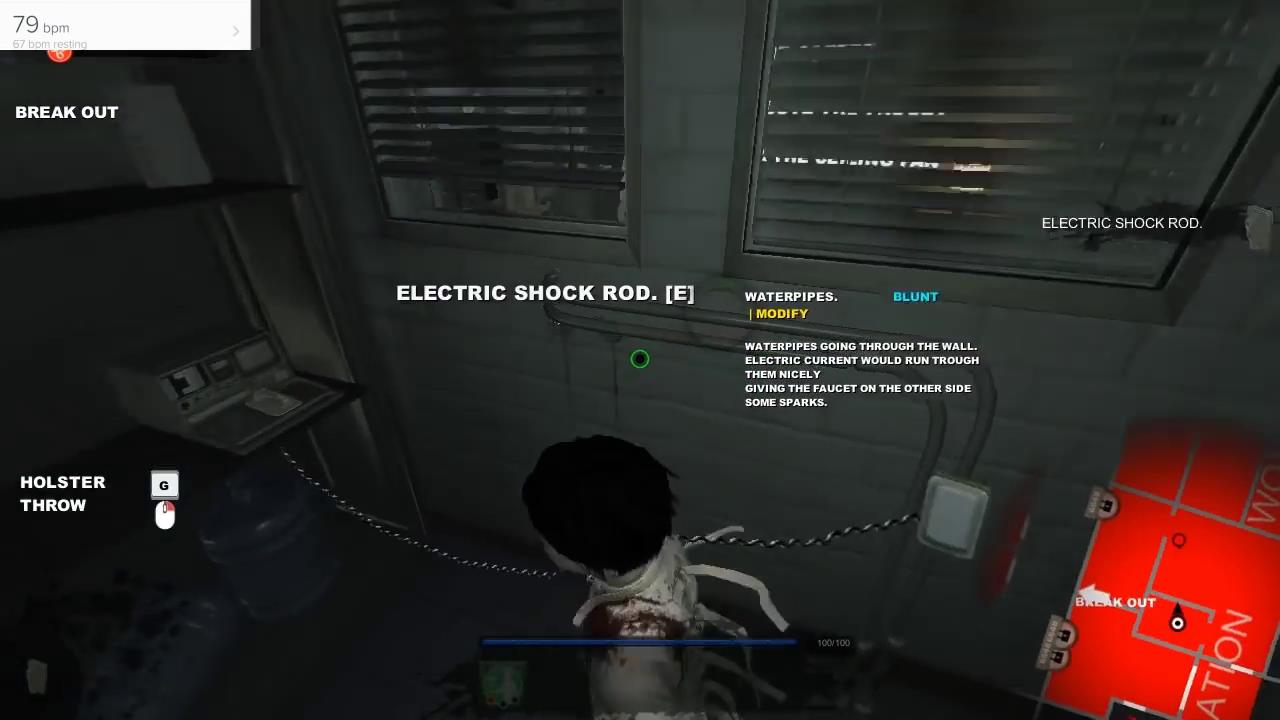 79 bpm
67 bpm resting
BREAK OUT
ELECTRIC SHOCK ROD.
ELECTRIC SHOCK ROD. [E]
WATERPIPES. BLUNT
| MODIFY
WATERPIPES GOING THROUGH THE WALL.
ELECTRIC CURRENT WOULD RUN TROUGH
THEM NICELY
GIVING THE FAUCET ON THE OTHER SIDE
SOME SPARKS.
HOLSTER G
THROW
BREAK OUT
100/100